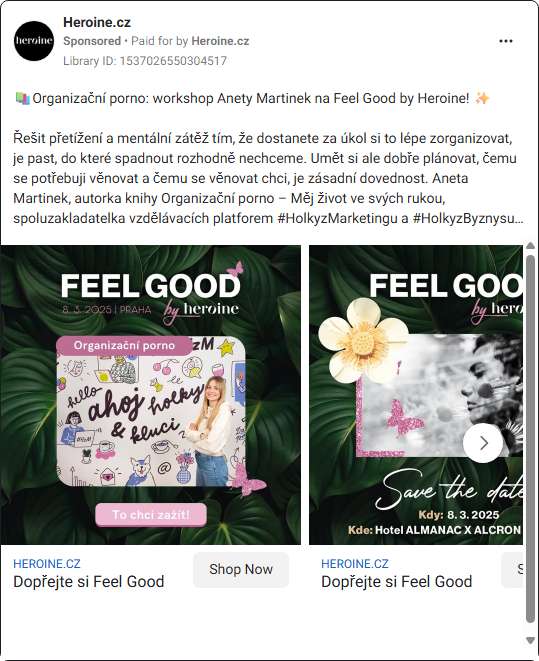 heroine
Heroine.cz
Sponsored • Paid for by Heroine.cz
Library ID: 1537026550304517
Organizační porno: workshop Anety Martinek na Feel Good by Heroine!
Řešit přetížení a mentální zátěž tím, že dostanete za úkol si to lépe zorganizovat,
je past, do které spadnout rozhodně nechceme. Umět si ale dobře plánovat, čemu
se potřebuji věnovat a čemu se věnovat chci, je zásadní dovednost. Aneta
Martinek, autorka knihy Organizační porno – Měj život ve svých rukou,
spoluzakladatelka vzdělávacích platforem #HolkyzMarketingu a #HolkyzByznysu...
FEEL GOOD
8. 3. 2025 | PRAHA by heroine
Organizační porno
hello
ahoj holky
& kluci
To chci zažít!
HEROINE.CZ
Dopřejte si Feel Good
Shop Now
FEEL GOO
by hero
Save the date
Kdy: 8. 3. 2025
Kde: Hotel ALMANAC X ALCRON
HEROINE.CZ
Dopřejte si Feel Good
S